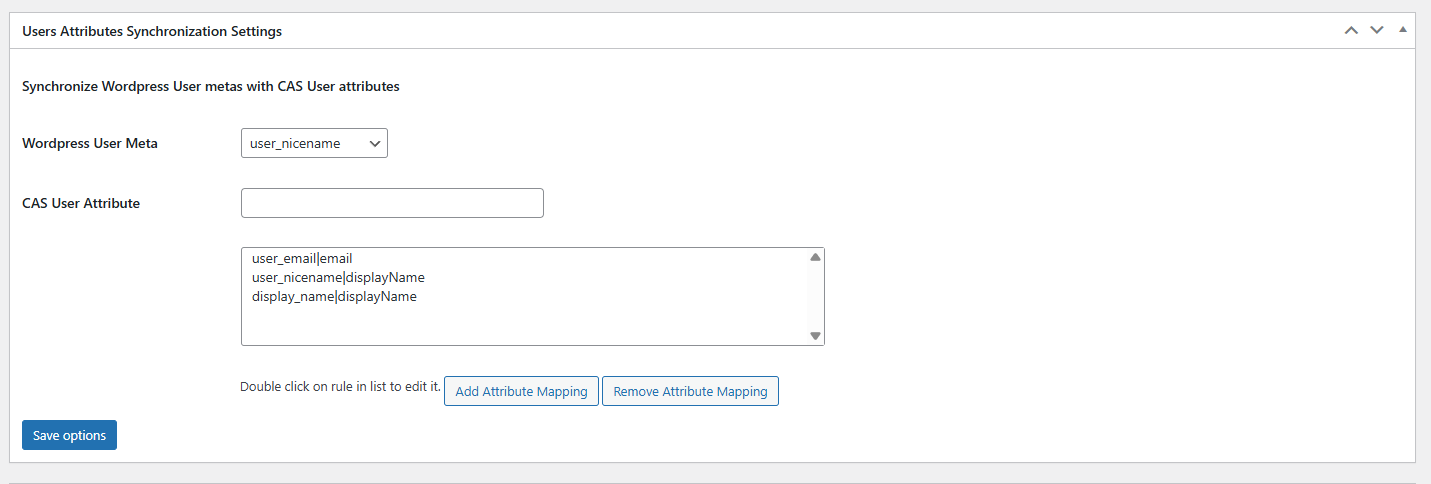 Users Attributes Synchronization Settings
Synchronize Wordpress User metas with CAS User attributes
Wordpress User Meta
user_nicename
CAS User Attribute
user_email|email
user_nicename|displayName
display_name|displayName
Double click on rule in list to edit it. Add Attribute Mapping Remove Attribute Mapping
Save options